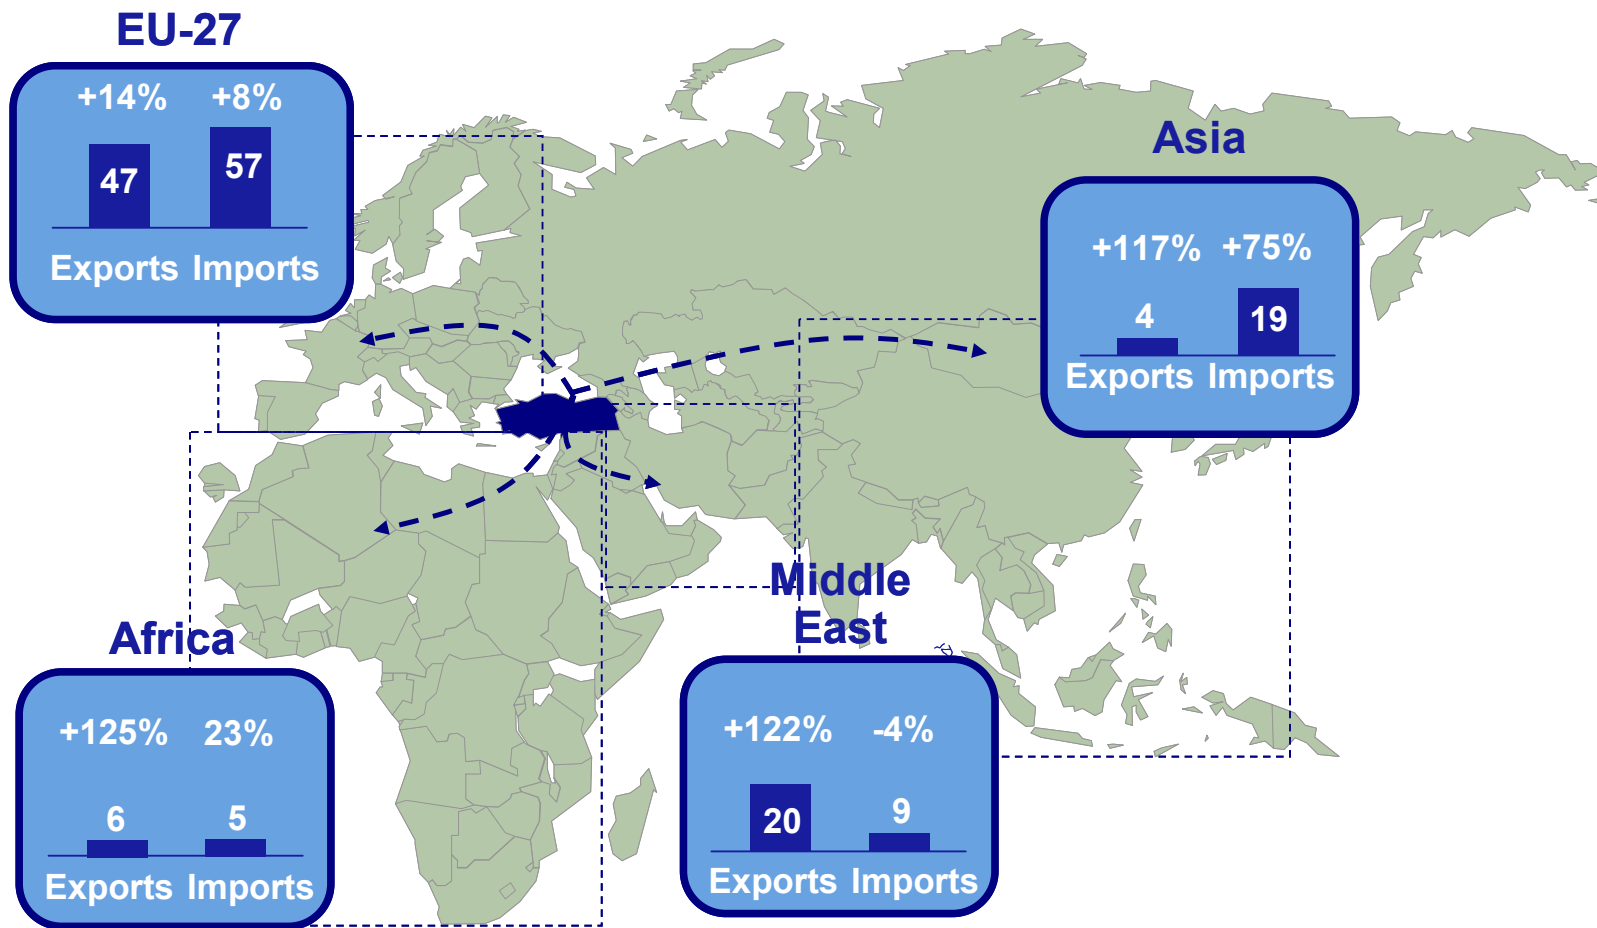 EU-27
+14% +8%
47 57
Exports Imports
Asia
+117% +75%
4 19
Exports Imports
Africa
+125% 23%
6 5
Exports Imports
Middle
East
+122% -4%
20 9
Exports Imports